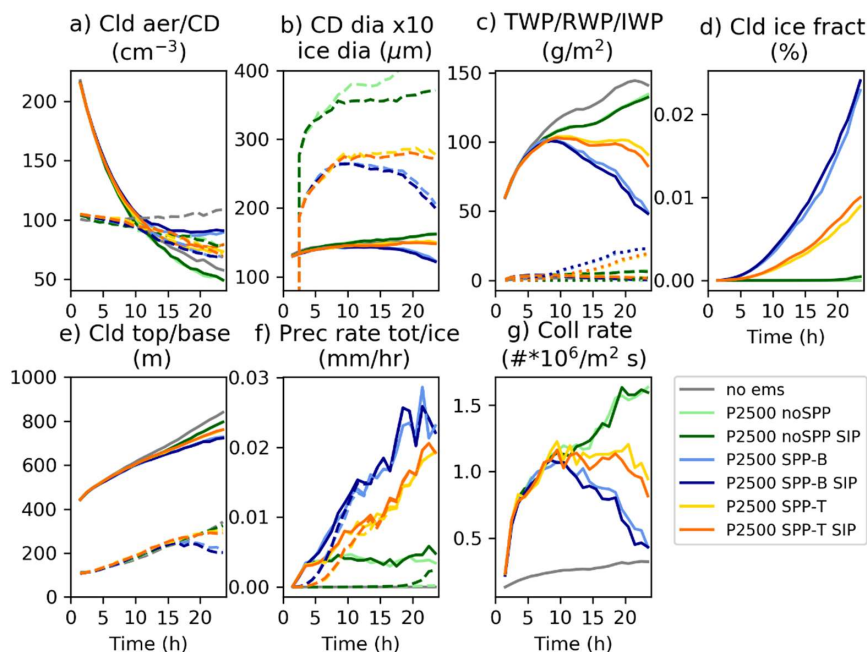 a) Cld aer/CD
(cm−3)
b) CD dia x10
ice dia (μm)
c) TWP/RWP/IWP
(g/m2)
d) Cld ice fract
(%)
200
150
100
50
0 5 10 15 20
400
300
200
100
0 5 10 15 20
150
100
50
0
0 5 10 15 20
0.02
0.01
0.00
0 5 10 15 20
Time (h)
e) Cld top/base
(m)
f) Prec rate tot/ice
(mm/hr)
g) Coll rate
(#*10^6/m2 s)
1000
800
600
400
200
0
0 5 10 15 20
Time (h)
0.03
0.02
0.01
0.00
0 5 10 15 20
Time (h)
1.5
1.0
0.5
0 5 10 15 20
Time (h)
no ems
P2500 noSPP
P2500 noSPP SIP
P2500 SPP-B
P2500 SPP-B SIP
P2500 SPP-T
P2500 SPP-T SIP